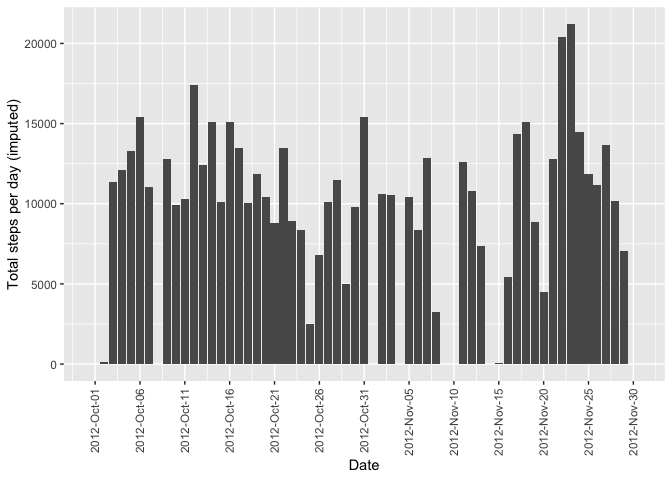 Total steps per day (imputed)
20000
15000
10000
5000
0
2012-Oct-01
2012-Oct-06
2012-Oct-11
2012-Oct-16
2012-Oct-21
2012-Oct-26
2012-Oct-31
2012-Nov-05
2012-Nov-10
2012-Nov-15
2012-Nov-20
2012-Nov-25
2012-Nov-30
Date